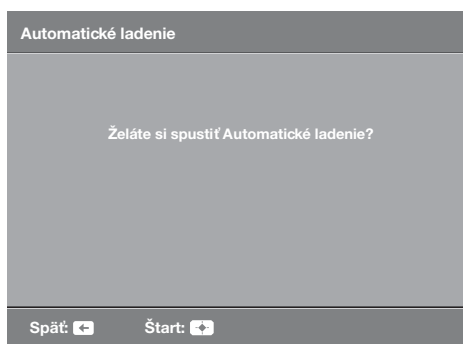 Automatické ladenie
Želáte si spustiť Automatické ladenie?
Späť: Štart: